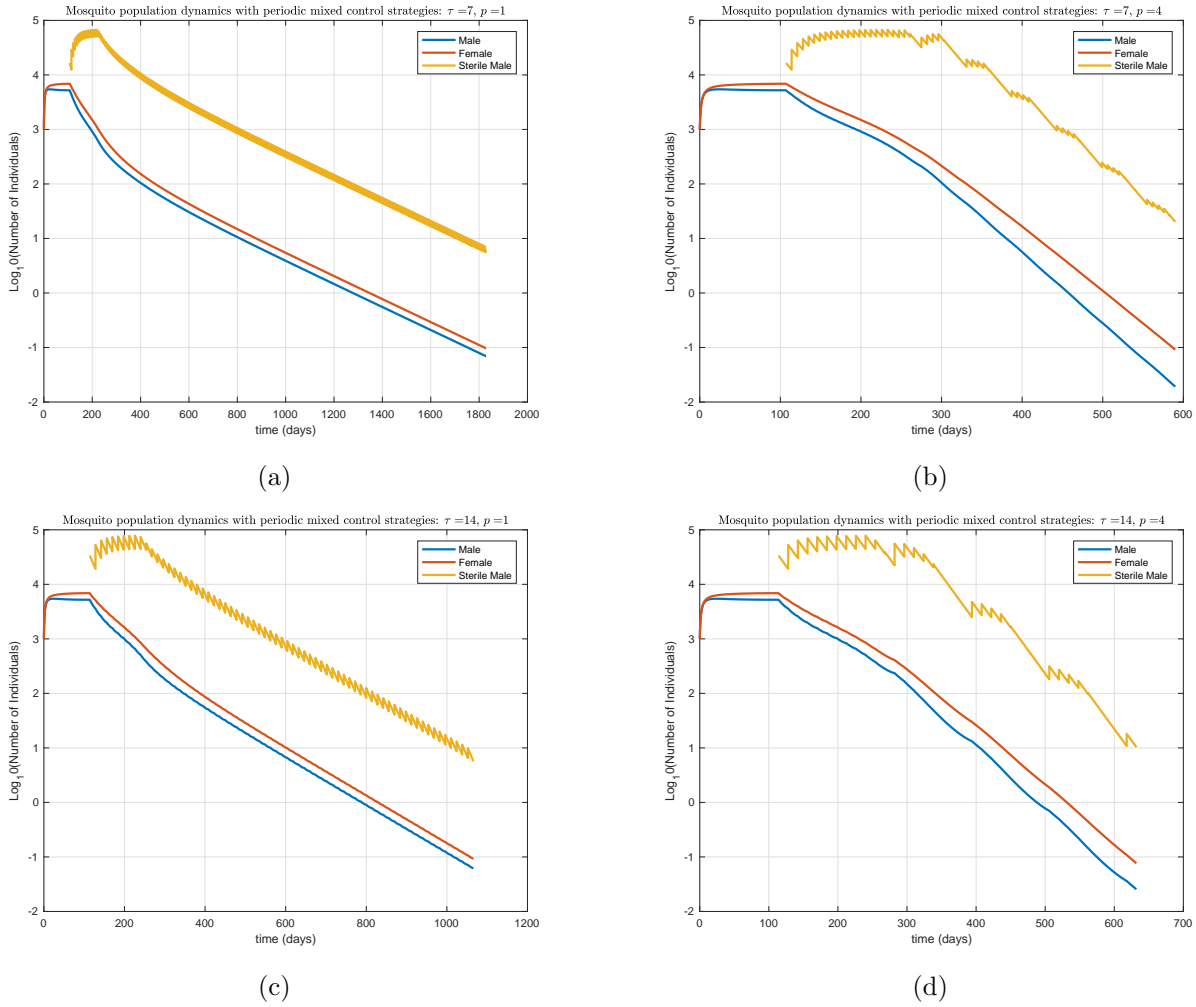 Mosquito population dynamics with periodic mixed control strategies: τ =7, p =1
5
4
3
2
1
0
-1
-2
Log₁0(Number of Individuals)
Male
Female
Sterile Male
0 200 400 600 800 1000 1200 1400 1600 1800 2000
time (days)
(a)
Mosquito population dynamics with periodic mixed control strategies: τ =7, p =4
5
4
3
2
1
0
-1
-2
Log₁0(Number of Individuals)
Male
Female
Sterile Male
0 100 200 300 400 500 600
time (days)
(b)
Mosquito population dynamics with periodic mixed control strategies: τ =14, p =1
5
4
3
2
1
0
-1
-2
Log₁0(Number of Individuals)
Male
Female
Sterile Male
0 200 400 600 800 1000 1200
time (days)
(c)
Mosquito population dynamics with periodic mixed control strategies: τ =14, p =4
5
4
3
2
1
0
-1
-2
Log₁0(Number of Individuals)
Male
Female
Sterile Male
0 100 200 300 400 500 600 700
time (days)
(d)